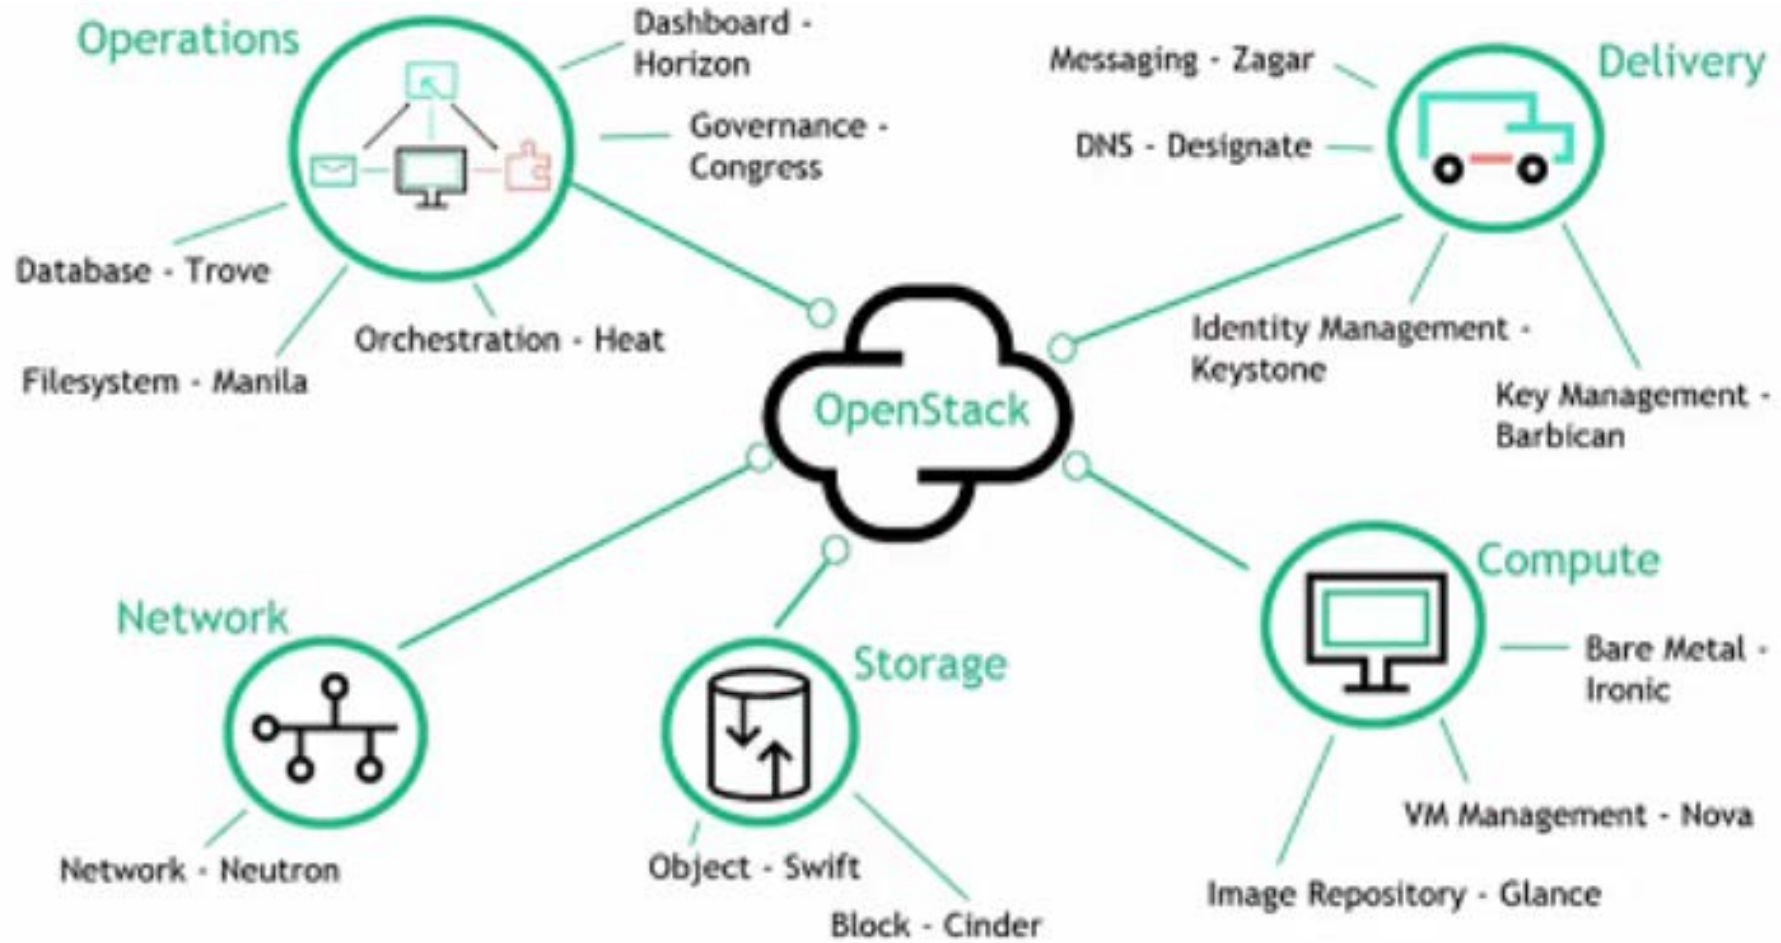 Operations
Dashboard -
Horizon
Governance -
Congress
Database - Trove
Filesystem - Manila
Orchestration - Heat
Messaging - Zagar
Delivery
DNS - Designate
Identity Management -
Keystone
Key Management -
Barbican
OpenStack
Network
Network - Neutron
Storage
Object - Swift
Block - Cinder
Compute
Bare Metal -
Ironic
VM Management - Nova
Image Repository - Glance